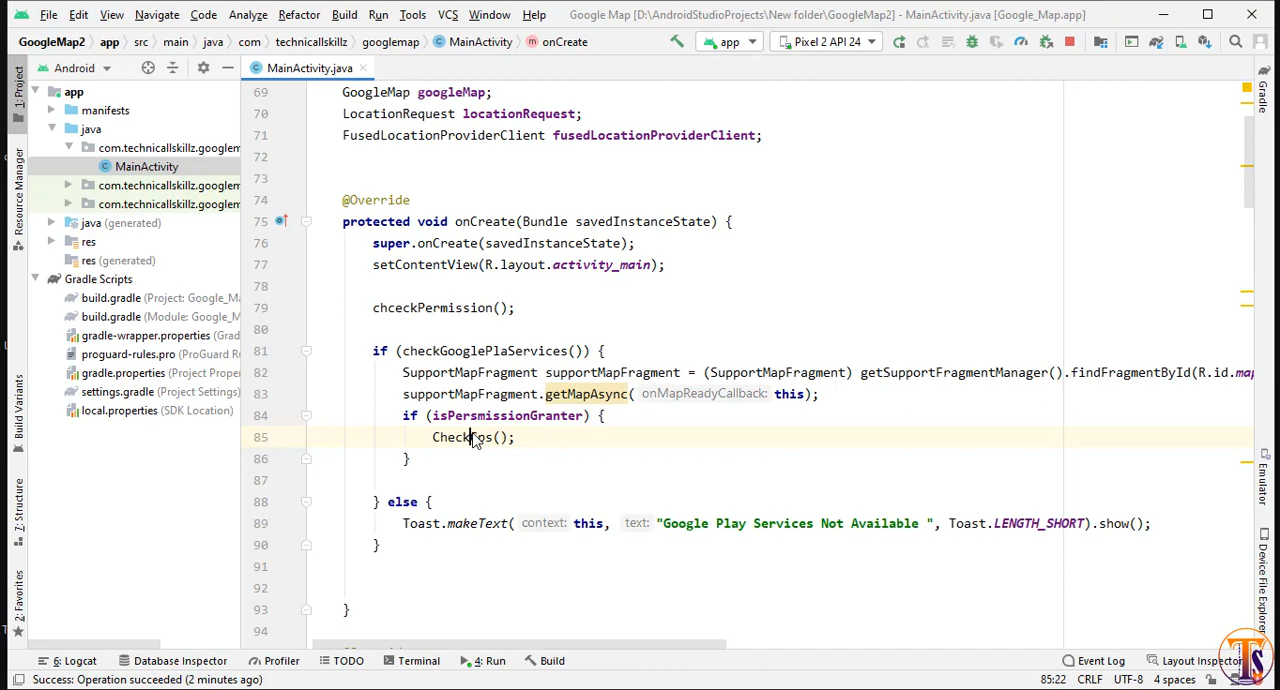 File Edit View Navigate Code Analyze Refactor Build Run Tools VCS Window Help Google Map [D:\AndroidStudioProjects\New folder\GoogleMap2] - MainActivity.java [Google_Map.app]
GoogleMap2 app src main java com technicallskillz googlemap MainActivity onCreate app Pixel 2 API 24
Android MainActivity.java
1: Project
Resource Manager
Build Variants
7: Structure
2: Favorites
app
manifests
java
com.technicallskillz.googlem
MainActivity
com.technicallskillz.googlem
com.technicallskillz.googlem
java (generated)
res
res (generated)
Gradle Scripts
build.gradle (Project: Google_Ma
build.gradle (Module: Google_M
gradle-wrapper.properties (Grad
proguard-rules.pro (ProGuard Ru
gradle.properties (Project Setting
settings.gradle (Project Settings)
local.properties (SDK Location)
69 GoogleMap googleMap;
70 LocationRequest locationRequest;
71 FusedLocationProviderClient fusedLocationProviderClient;
72
73
74 @Override
75 protected void onCreate(Bundle savedInstanceState) {
76 super.onCreate(savedInstanceState);
77 setContentView(R.layout.activity_main);
78
79 chceckPermission();
80
81 if (checkGooglePlaServices()) {
82 SupportMapFragment supportMapFragment = (SupportMapFragment) getSupportFragmentManager().findFragmentById(R.id.map
83 supportMapFragment.getMapAsync( onMapReadyCallback: this);
84 if (isPersmissionGranter) {
85 CheckGps();
86 }
87
88 } else {
89 Toast.makeText( context: this, text: "Google Play Services Not Available ", Toast.LENGTH_SHORT).show();
90 }
91
92
93 }
94
Gradle
Emulator
Device File Explorer
6: Logcat Database Inspector Profiler TODO Terminal 4: Run Build Event Log Layout Inspector
Success: Operation succeeded (2 minutes ago) 85:22 CRLF UTF-8 4 spaces
TS